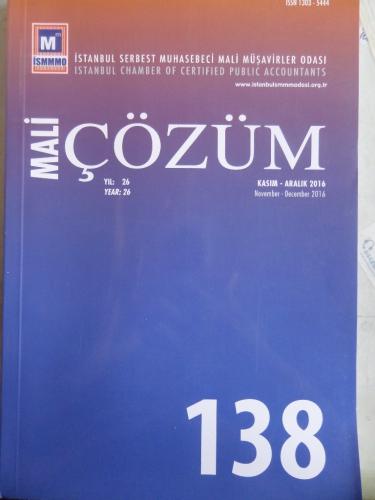 ISSN 1303 - 5444
M
İSMMMO
İSTANBUL SERBEST MUHASEBECİ MALİ MÜŞAVİRLER ODASI
ISTANBUL CHAMBER OF CERTIFIED PUBLIC ACCOUNTANTS
www.istanbulsmmmodasi.org.tr
MALİ
ÇÖZÜM
YIL: 26
YEAR: 26
KASIM - ARALIK 2016
November - December 2016
138